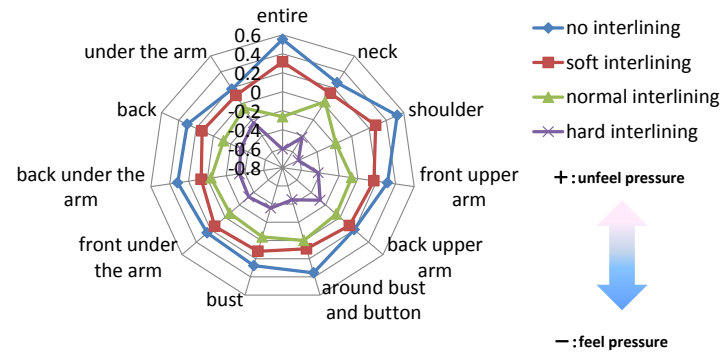 entire
neck
shoulder
front upper
arm
back upper
arm
around bust
and button
bust
front under
the arm
back under the
arm
back
under the arm
0.6
0.4
0.2
0
-0.2
-0.4
-0.6
-0.8
no interlining
soft interlining
normal interlining
hard interlining
+:unfeel pressure
−:feel pressure